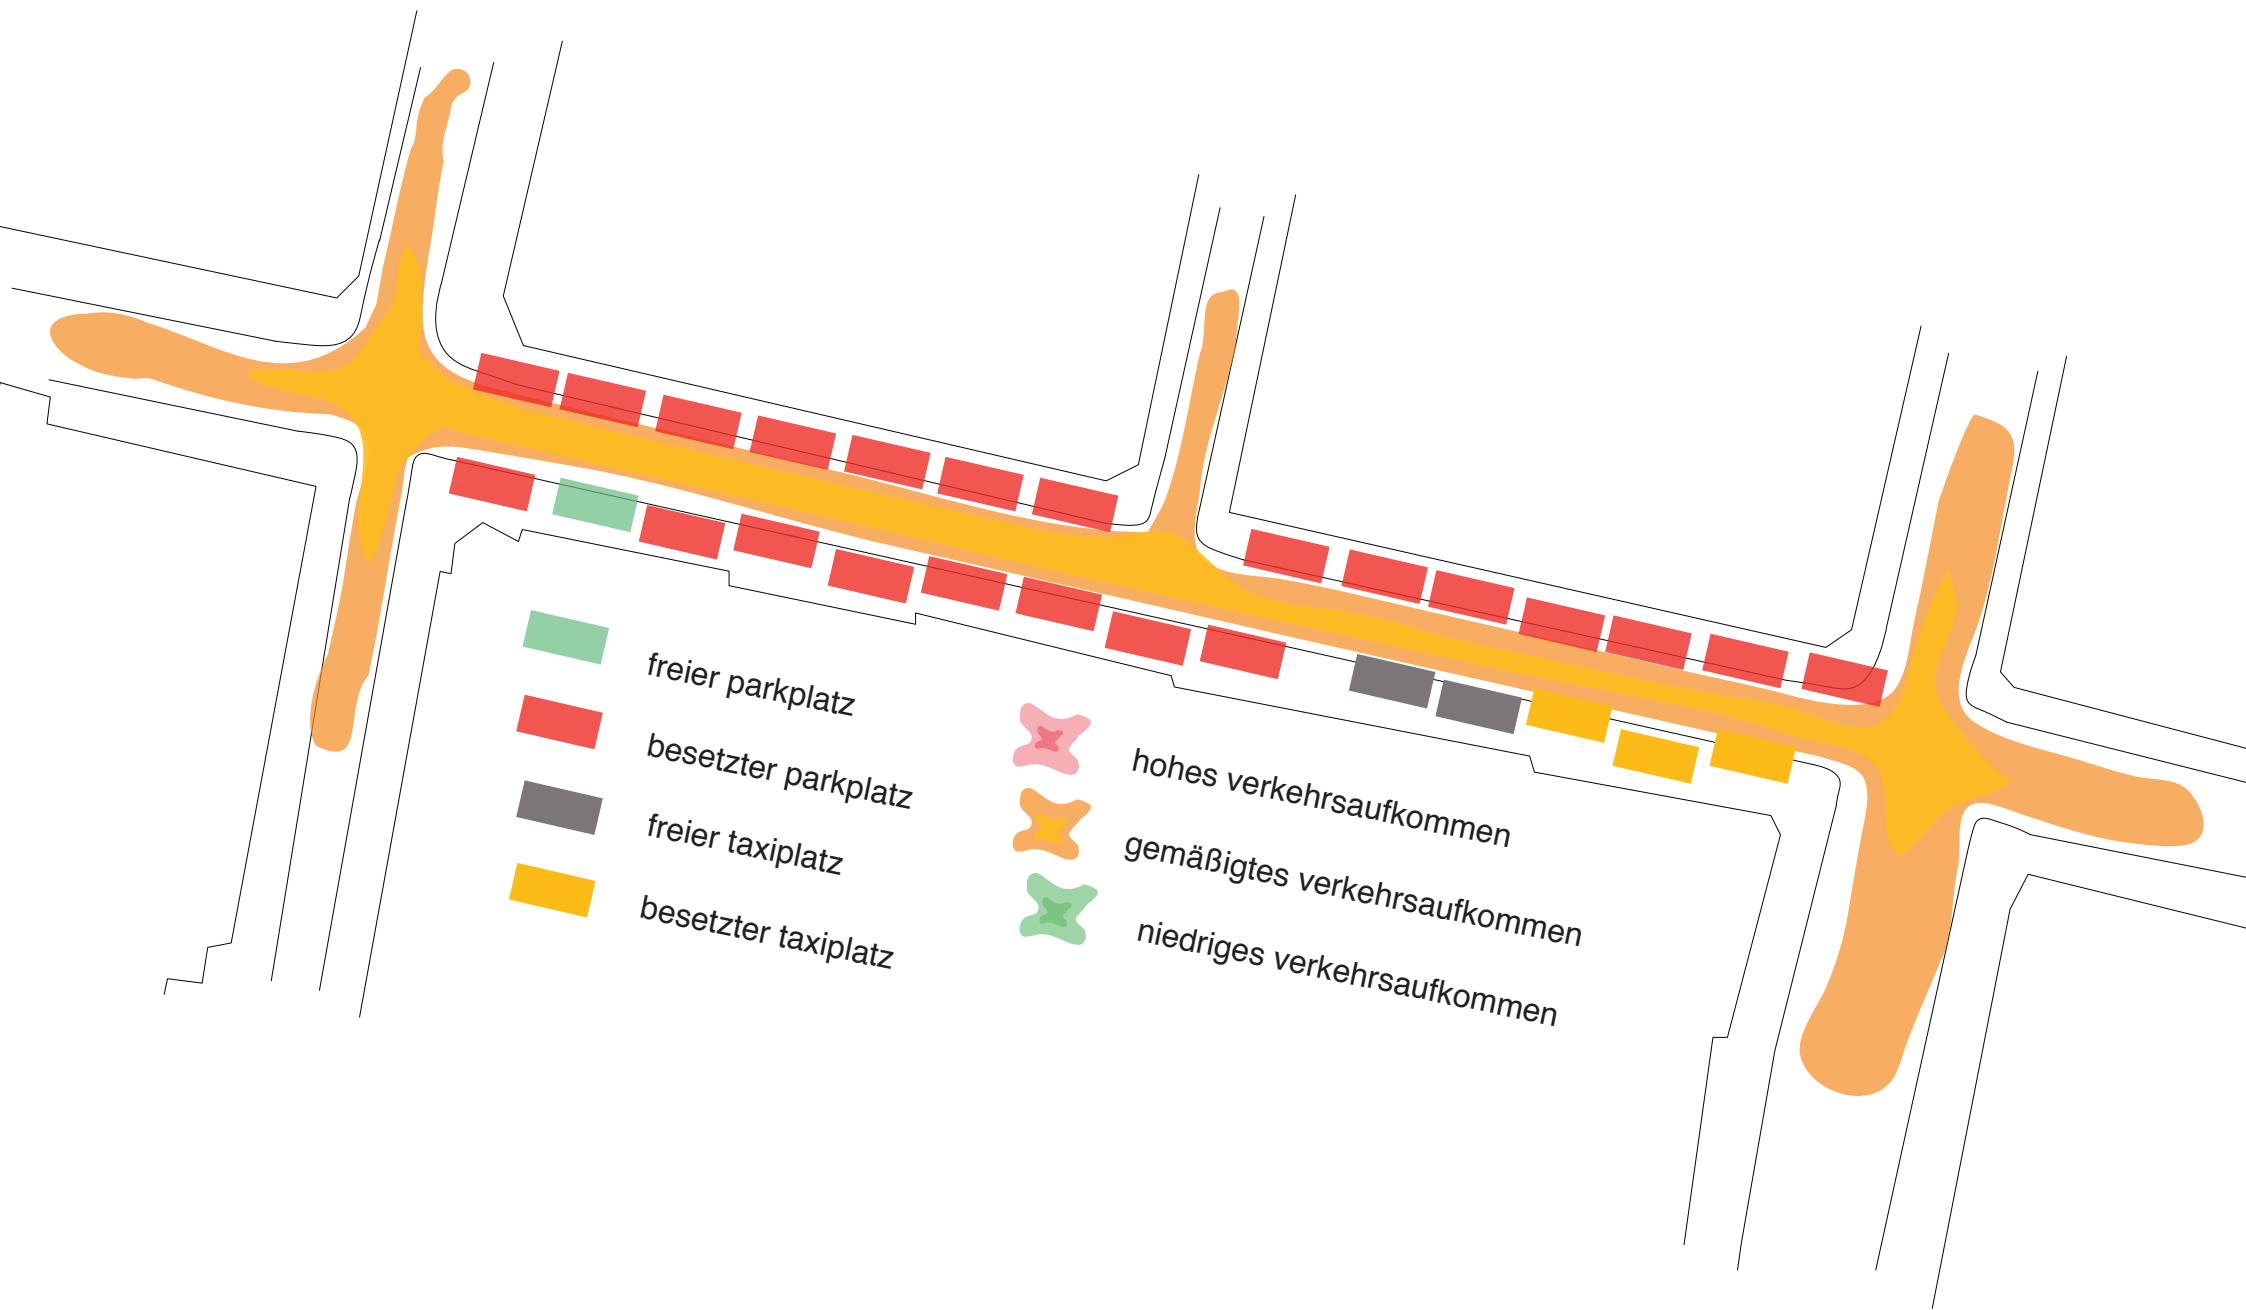 freier parkplatz
besetzter parkplatz
freier taxiplatz
besetzter taxiplatz
hohes verkehrsaufkommen
gemäßigtes verkehrsaufkommen
niedriges verkehrsaufkommen